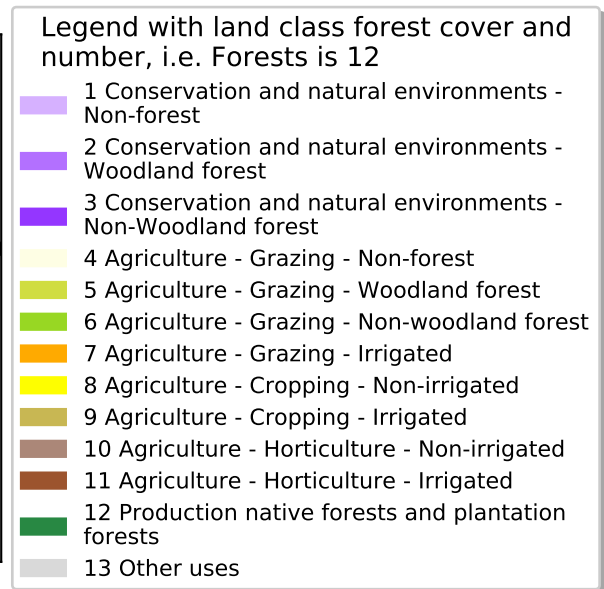 Legend with land class forest cover and
number, i.e. Forests is 12
1 Conservation and natural environments -
Non-forest
2 Conservation and natural environments -
Woodland forest
3 Conservation and natural environments -
Non-Woodland forest
4 Agriculture - Grazing - Non-forest
5 Agriculture - Grazing - Woodland forest
6 Agriculture - Grazing - Non-woodland forest
7 Agriculture - Grazing - Irrigated
8 Agriculture - Cropping - Non-irrigated
9 Agriculture - Cropping - Irrigated
10 Agriculture - Horticulture - Non-irrigated
11 Agriculture - Horticulture - Irrigated
12 Production native forests and plantation
forests
13 Other uses